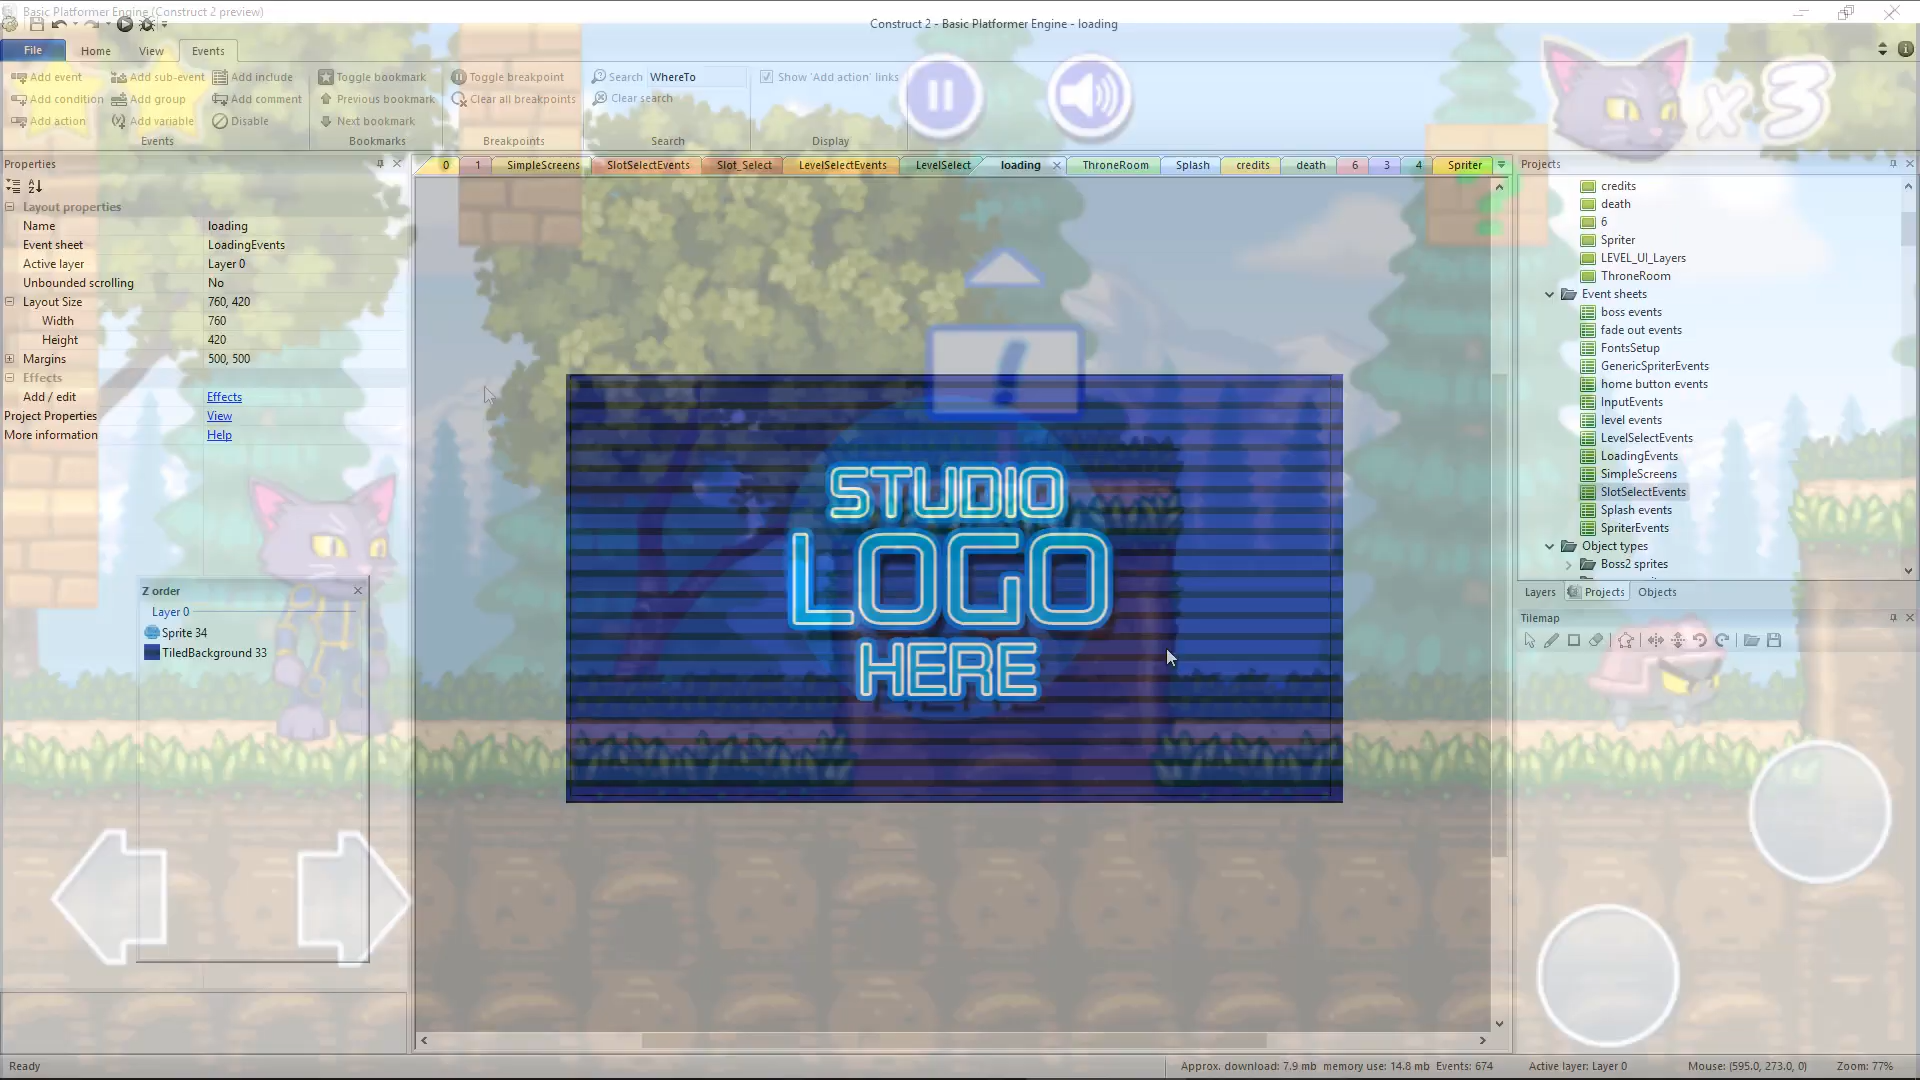 Basic Platformer Engine (Construct 2 preview)
Construct 2 - Basic Platformer Engine - loading
File Home View Events
Add event Add sub-event Add include Toggle bookmark Toggle breakpoint Search WhereTo Show 'Add action' links
Add condition Add group Add comment Previous bookmark Clear all breakpoints Clear search
Add action Add variable Disable Next bookmark
Events Bookmarks Breakpoints Search Display
x3
Properties
0 1 SimpleScreens SlotSelectEvents Slot_Select LevelSelectEvents LevelSelect loading ThroneRoom Splash credits death 6 3 4 Spriter
Projects
Layout properties
Name loading
Event sheet LoadingEvents
Active layer Layer 0
Unbounded scrolling No
Layout Size 760, 420
Width 760
Height 420
Margins 500, 500
Effects
Add / edit Effects
Project Properties View
More information Help
Z order
Layer 0
Sprite 34
TiledBackground 33
!
STUDIO
LOGO
HERE
?
credits
death
6
Spriter
LEVEL_UI_Layers
ThroneRoom
Event sheets
boss events
fade out events
FontsSetup
GenericSpriterEvents
home button events
InputEvents
level events
LevelSelectEvents
LoadingEvents
SimpleScreens
SlotSelectEvents
Splash events
SpriterEvents
Object types
Boss2 sprites
Layers Projects Objects
Tilemap
Ready
Approx. download: 7.9 mb memory use: 14.8 mb Events: 674 Active layer: Layer 0 Mouse: (595.0, 273.0, 0) Zoom: 77%